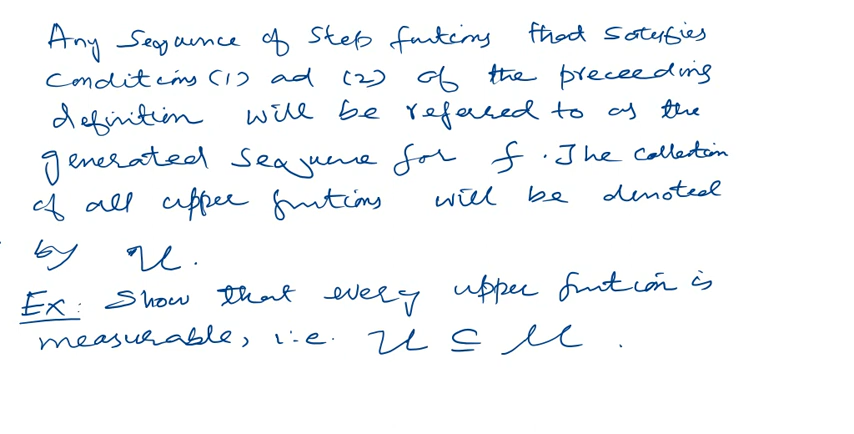 Any Sequence of Step functions that satisfies
conditions (1) ad (2) of the preceeding
definition will be refered to as the
generated sequence for f. The collection
of all upper functions will be denoted
by U.
Ex: Show that every upper function is
measurable, i.e. U ⊆ M.